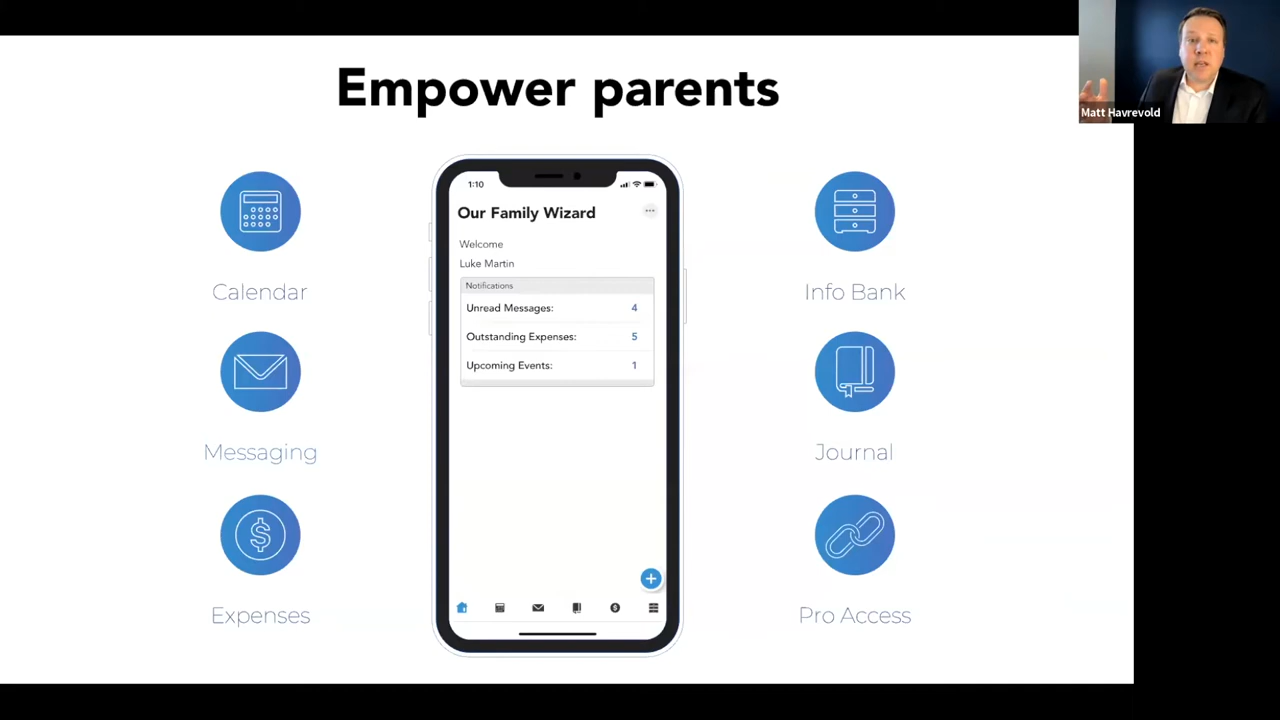 Empower parents
Matt Havrevold
Calendar
Messaging
Expenses
1:10
Our Family Wizard
Welcome
Luke Martin
Notifications
Unread Messages: 4
Outstanding Expenses: 5
Upcoming Events: 1
Info Bank
Journal
Pro Access